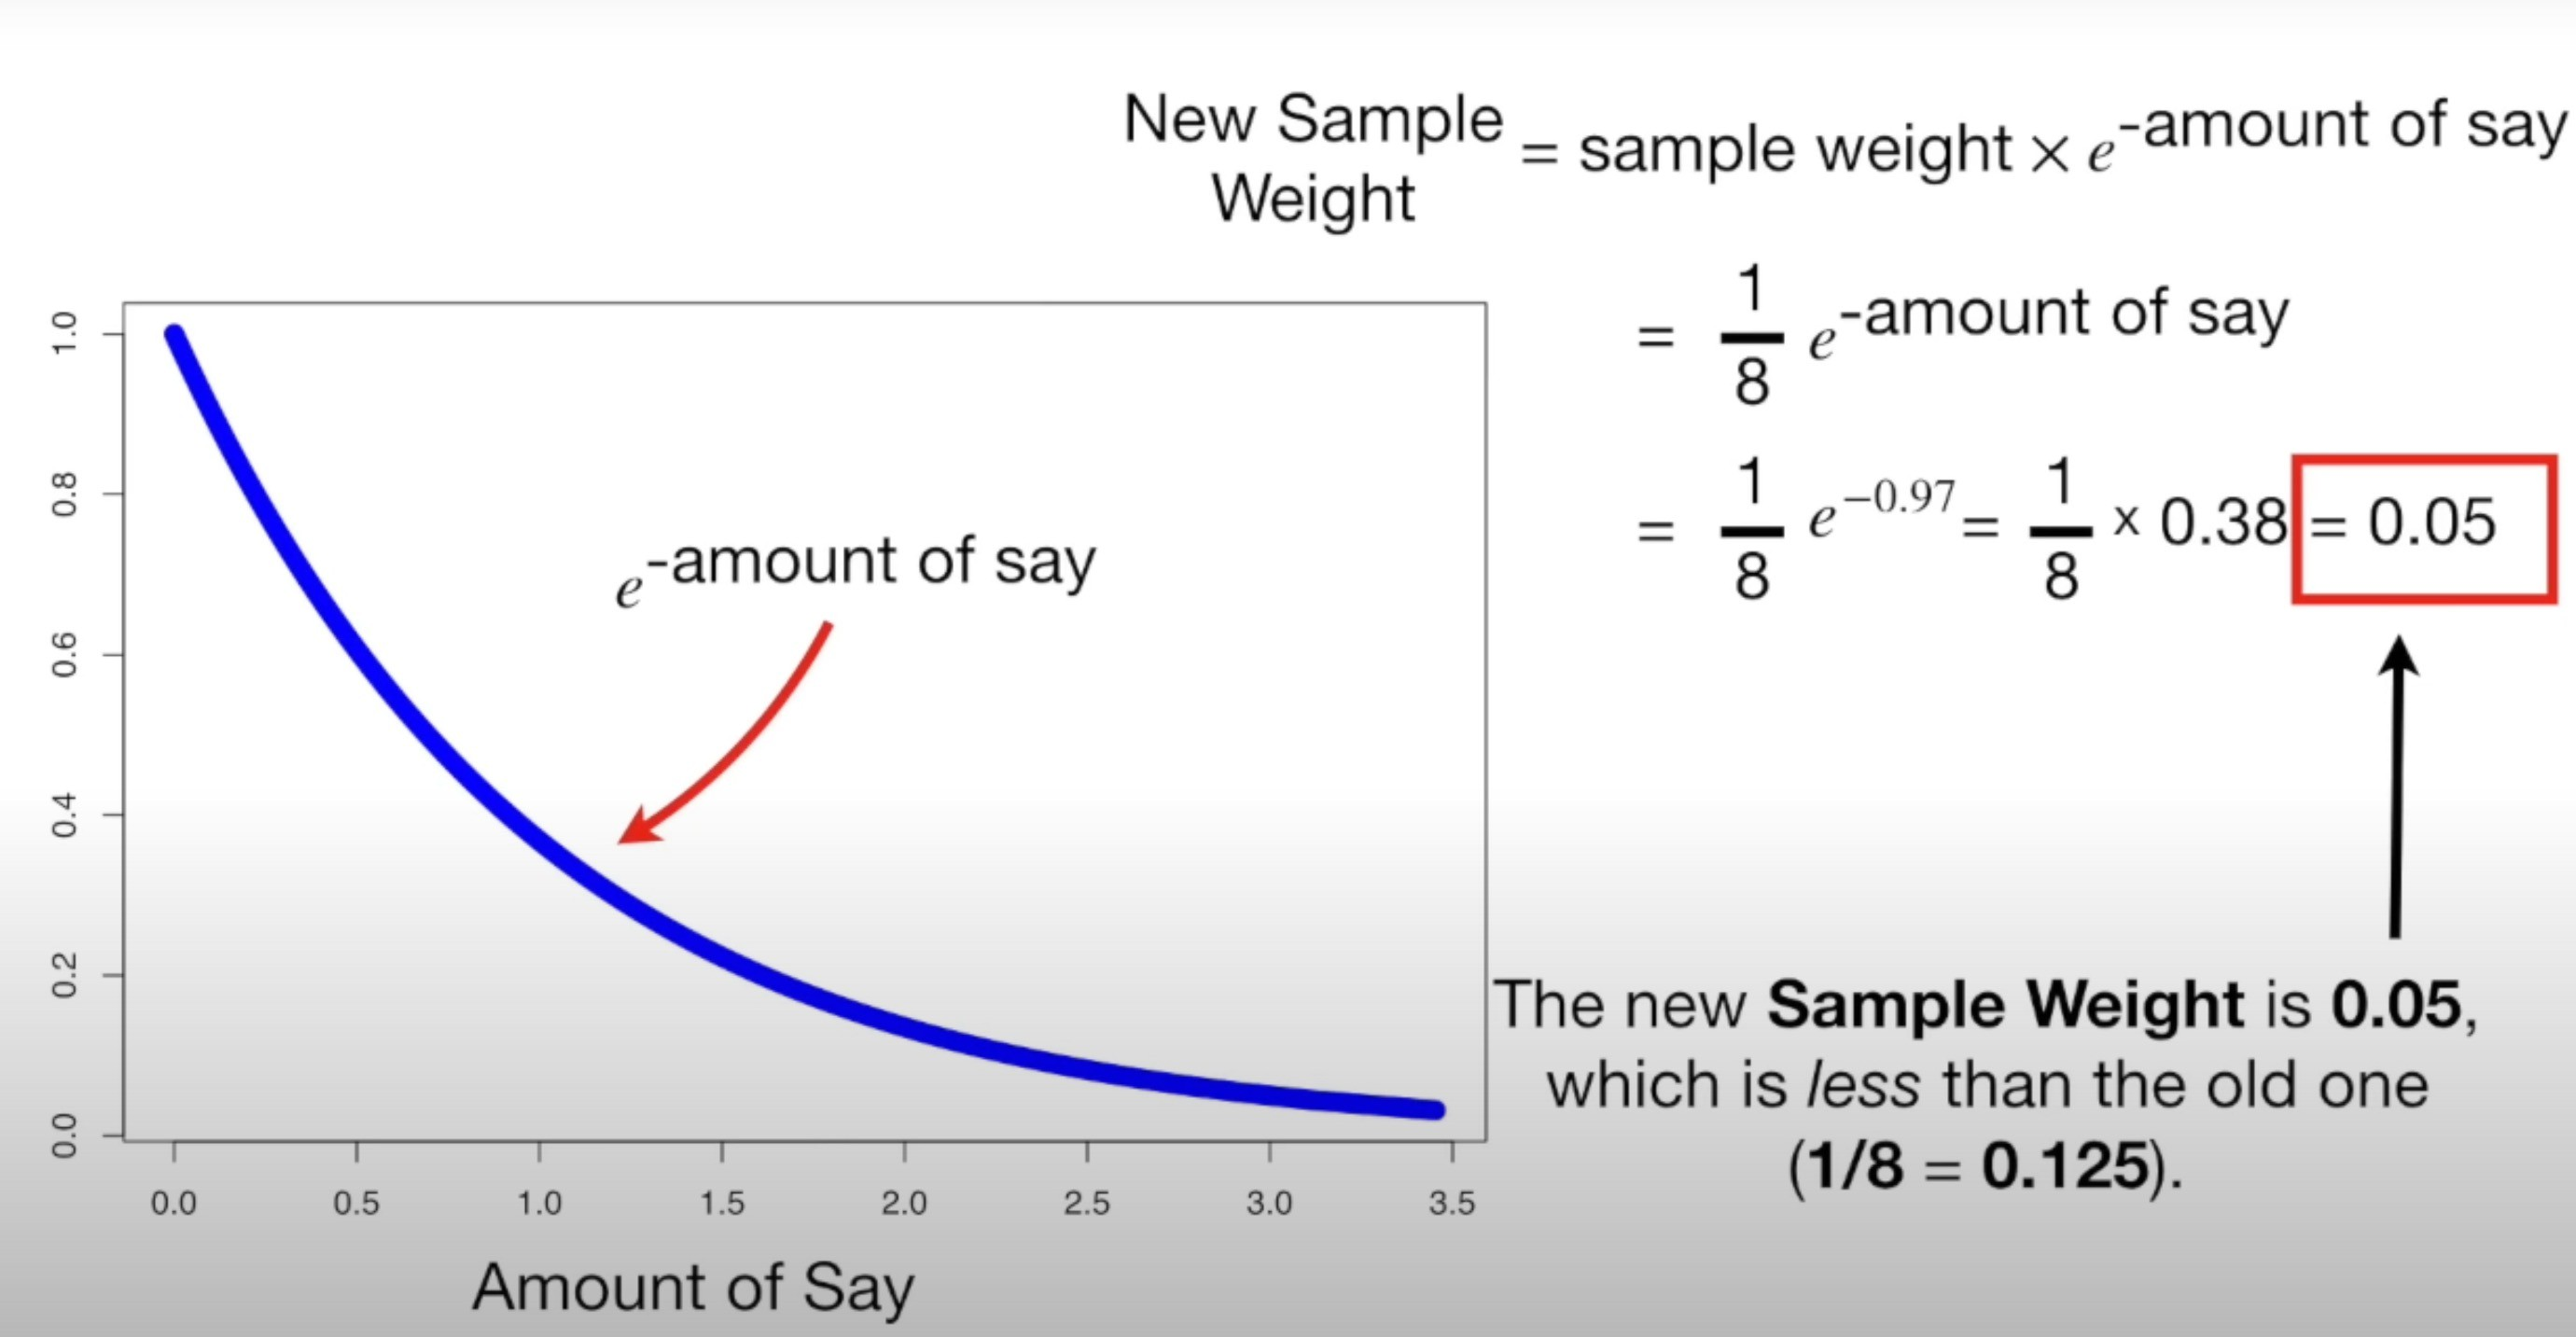 New Sample
Weight
= sample weight × e^-amount of say
= 1/8 e^-amount of say
= 1/8 e^−0.97 = 1/8 x 0.38 = 0.05
1.0
0.8
0.6
0.4
0.2
0.0
e^-amount of say
0.0 0.5 1.0 1.5 2.0 2.5 3.0 3.5
Amount of Say
The new Sample Weight is 0.05,
which is less than the old one
(1/8 = 0.125).